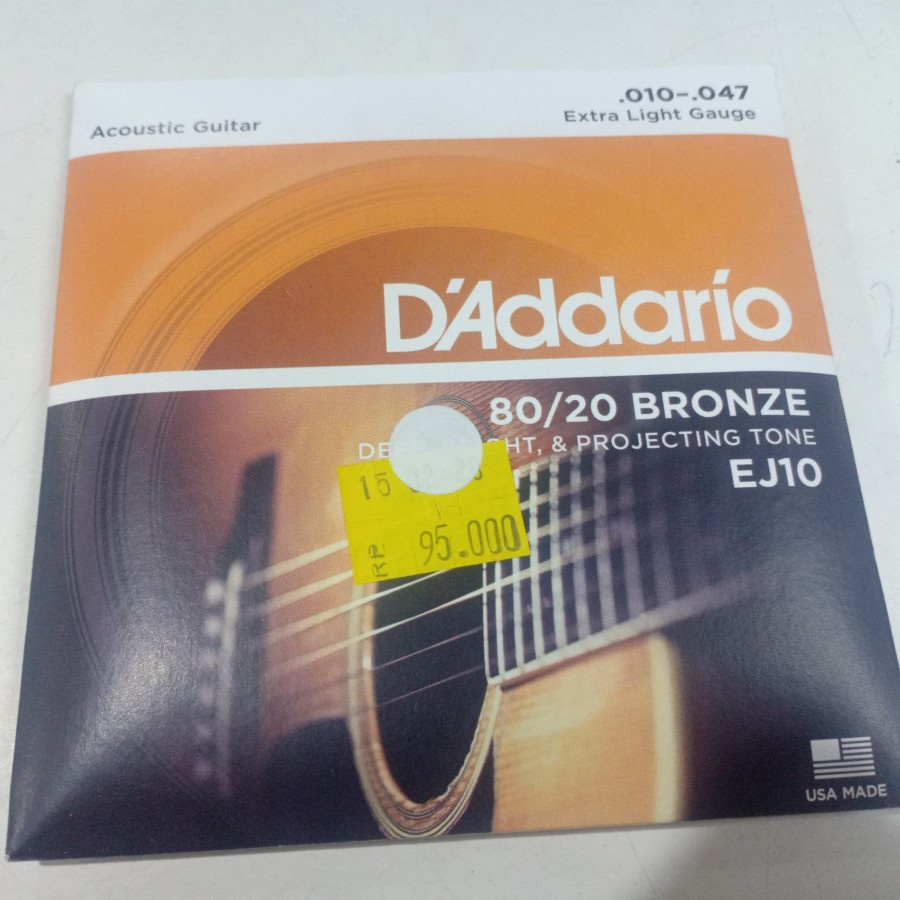 Acoustic Guitar
.010–.047
Extra Light Gauge
D'Addario
80/20 BRONZE
& PROJECTING TONE
EJ10
15
RP 95.000
USA MADE